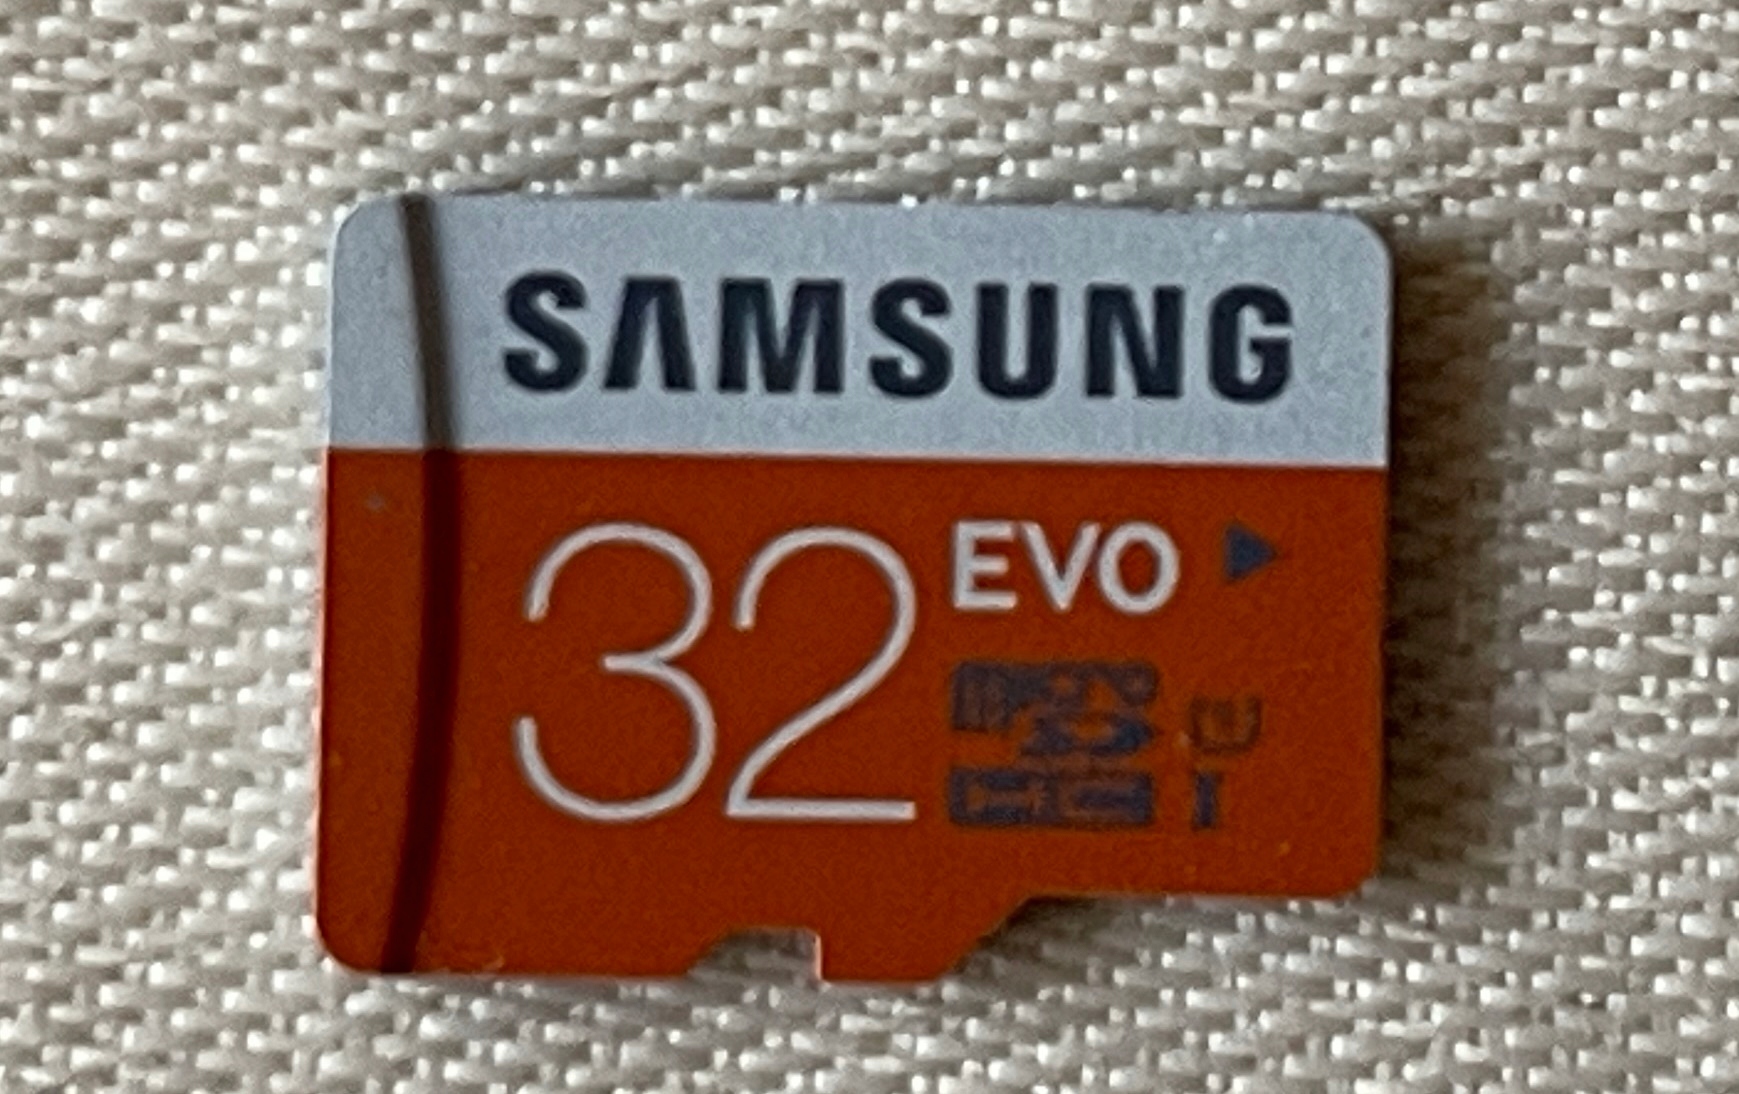 SAMSUNG
32 EVO
micro
SD
HC I